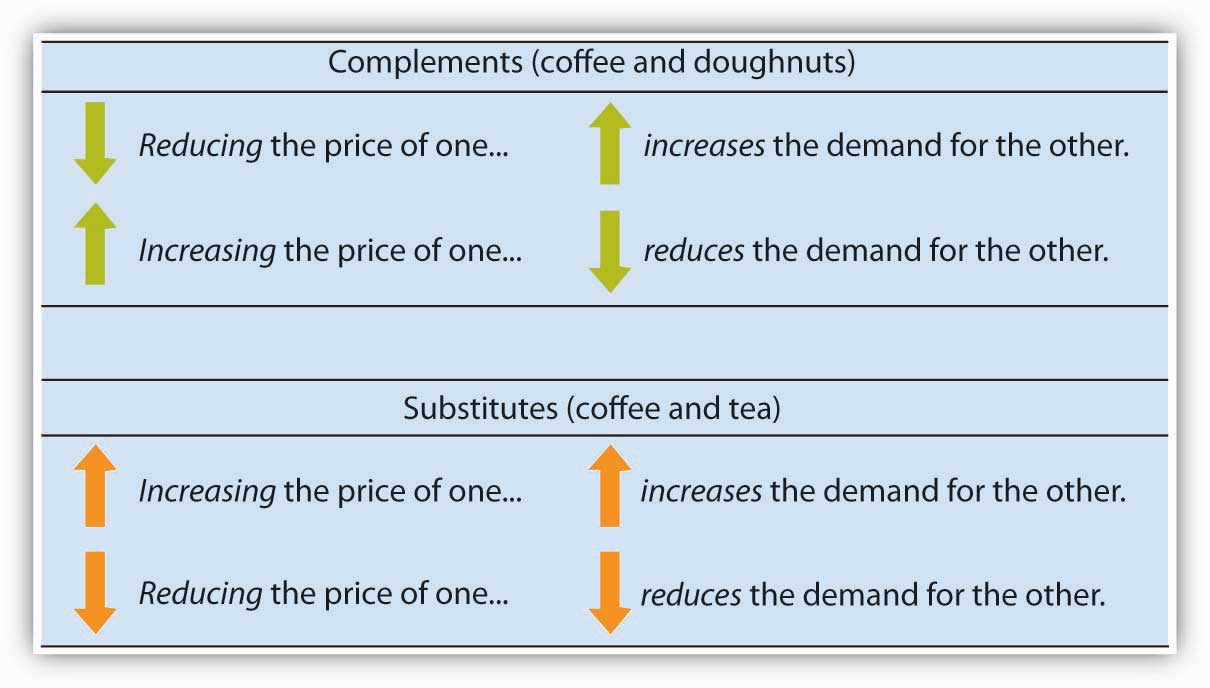 Complements (coffee and doughnuts)
Reducing the price of one... increases the demand for the other.
Increasing the price of one... reduces the demand for the other.
Substitutes (coffee and tea)
Increasing the price of one... increases the demand for the other.
Reducing the price of one... reduces the demand for the other.